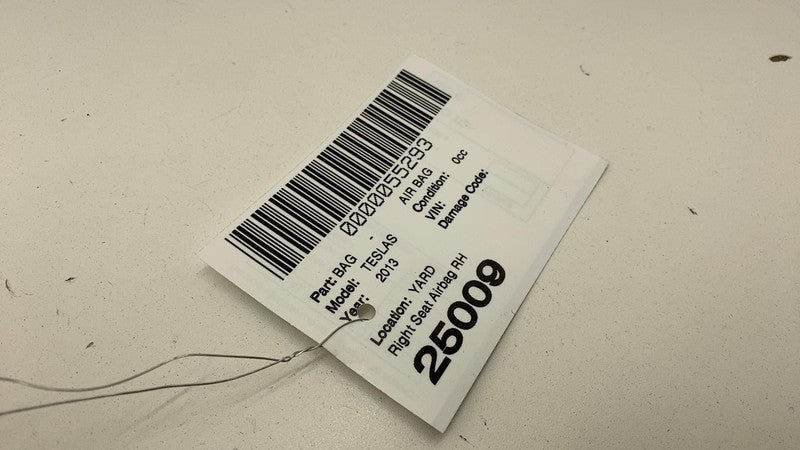 0000055293
Part: BAG - AIR BAG
Model: TESLAS Condition: 0cc
Year: 2013 VIN:
Damage Code:
Location: YARD
Right Seat Airbag RH
25009